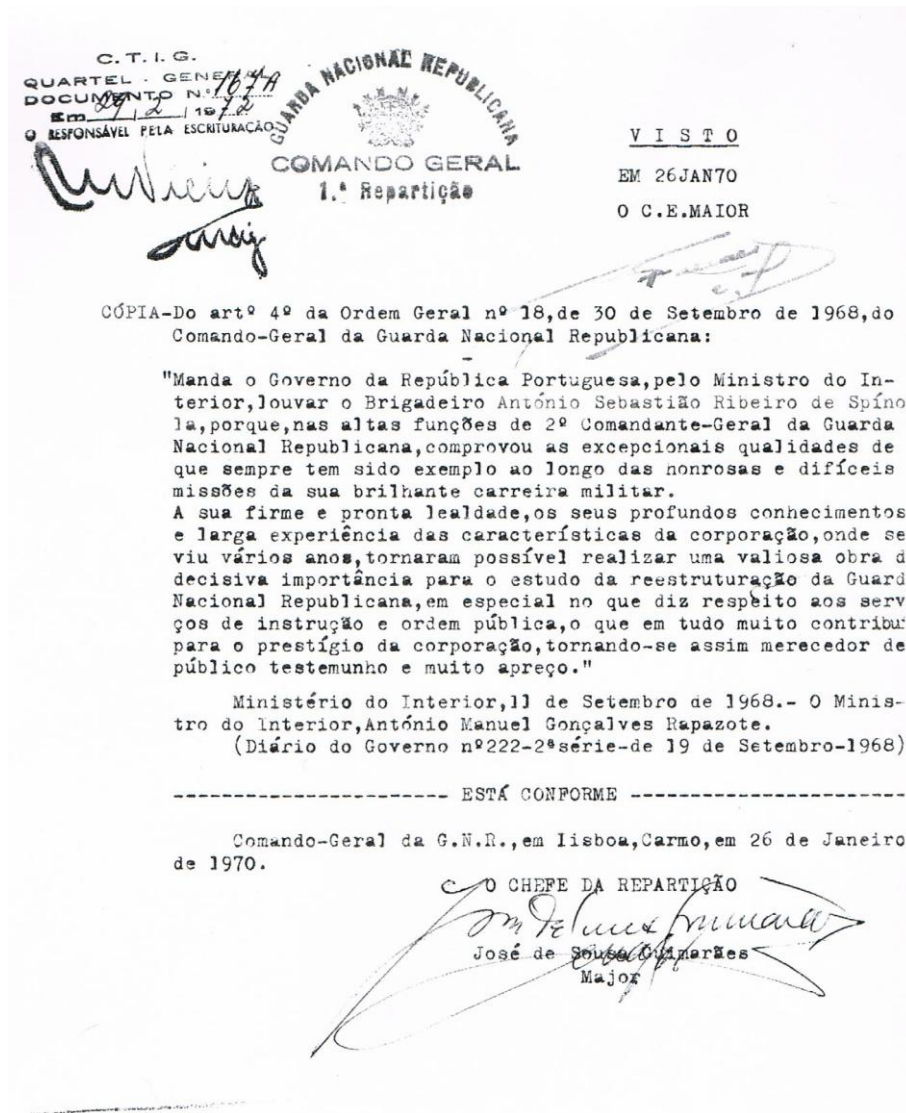 C. T. I. G.
QUARTEL - GENERAL
DOCUMENTO N.º 167A
Em 29 / 2 / 1972
O RESPONSÁVEL PELA ESCRITURAÇÃO
GUARDA NACIONAL REPUBLICANA
COMANDO GERAL
1.ª Repartição
V I S T O
EM 26JAN70
O C.E.MAIOR
CÓPIA-Do artº 4º da Ordem Geral nº 18,de 30 de Setembro de 1968,do
Comando-Geral da Guarda Nacional Republicana:
"Manda o Governo da República Portuguesa,pelo Ministro do In-
terior,louvar o Brigadeiro António Sebastião Ribeiro de Spíno
la,porque,nas altas funções de 2º Comandante-Geral da Guarda
Nacional Republicana,comprovou as excepcionais qualidades de
que sempre tem sido exemplo ao longo das honrosas e difíceis
missões da sua brilhante carreira militar.
A sua firme e pronta lealdade,os seus profundos conhecimentos
e larga experiência das características da corporação,onde se
viu vários anos,tornaram possível realizar uma valiosa obra d
decisiva importância para o estudo da reestruturação da Guard
Nacional Republicana,em especial no que diz respeito aos serv
ços de instrução e ordem pública,o que em tudo muito contribu
para o prestígio da corporação,tornando-se assim merecedor de
público testemunho e muito apreço."
Ministério do Interior,11 de Setembro de 1968.- O Minis-
tro do Interior,António Manuel Gonçalves Rapazote.
(Diário do Governo nº222-2ªsérie-de 19 de Setembro-1968)
----------------------- ESTÁ CONFORME -----------------------
Comando-Geral da G.N.R.,em Lisboa,Carmo,em 26 de Janeiro
de 1970.
O CHEFE DA REPARTIÇÃO
José de Sousa Guimarães
Major